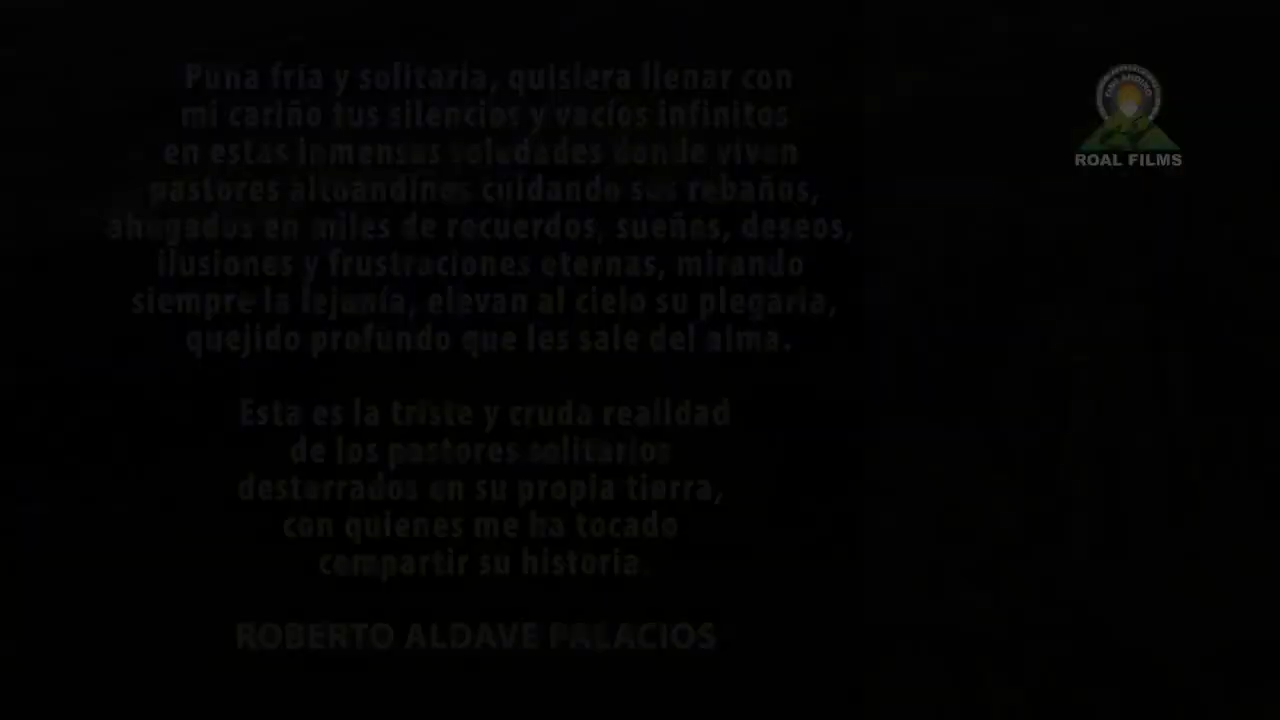 Puna fría y solitaria, quisiera llenar con
mi cariño tus silencios y vacíos infinitos
en estas inmensas soledades donde viven
pastores altoandinos cuidando sus rebaños,
ahogados en miles de recuerdos, sueños, deseos,
ilusiones y frustraciones eternas, mirando
siempre la lejanía, elevan al cielo su plegaria,
quejido profundo que les sale del alma.
Esta es la triste y cruda realidad
de los pastores solitarios
desterrados en su propia tierra,
con quienes me ha tocado
compartir su historia.
ROBERTO ALDAVE PALACIOS
ROAL FILMS